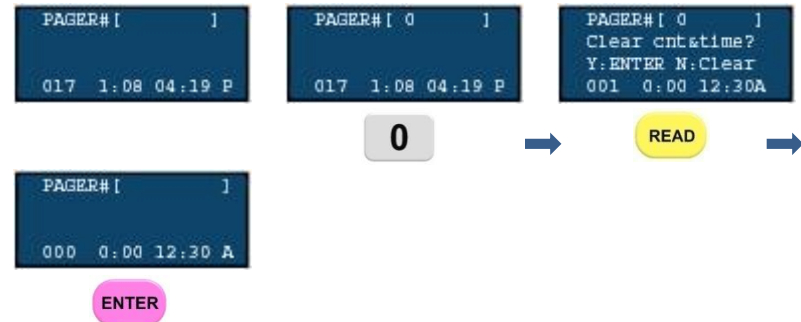 PAGER#[ ]
017 1:08 04:19 P
PAGER#[ 0 ]
017 1:08 04:19 P
0
PAGER#[ 0 ]
Clear cnt&time?
Y:ENTER N:Clear
001 0:00 12:30A
READ
PAGER#[ ]
000 0:00 12:30 A
ENTER